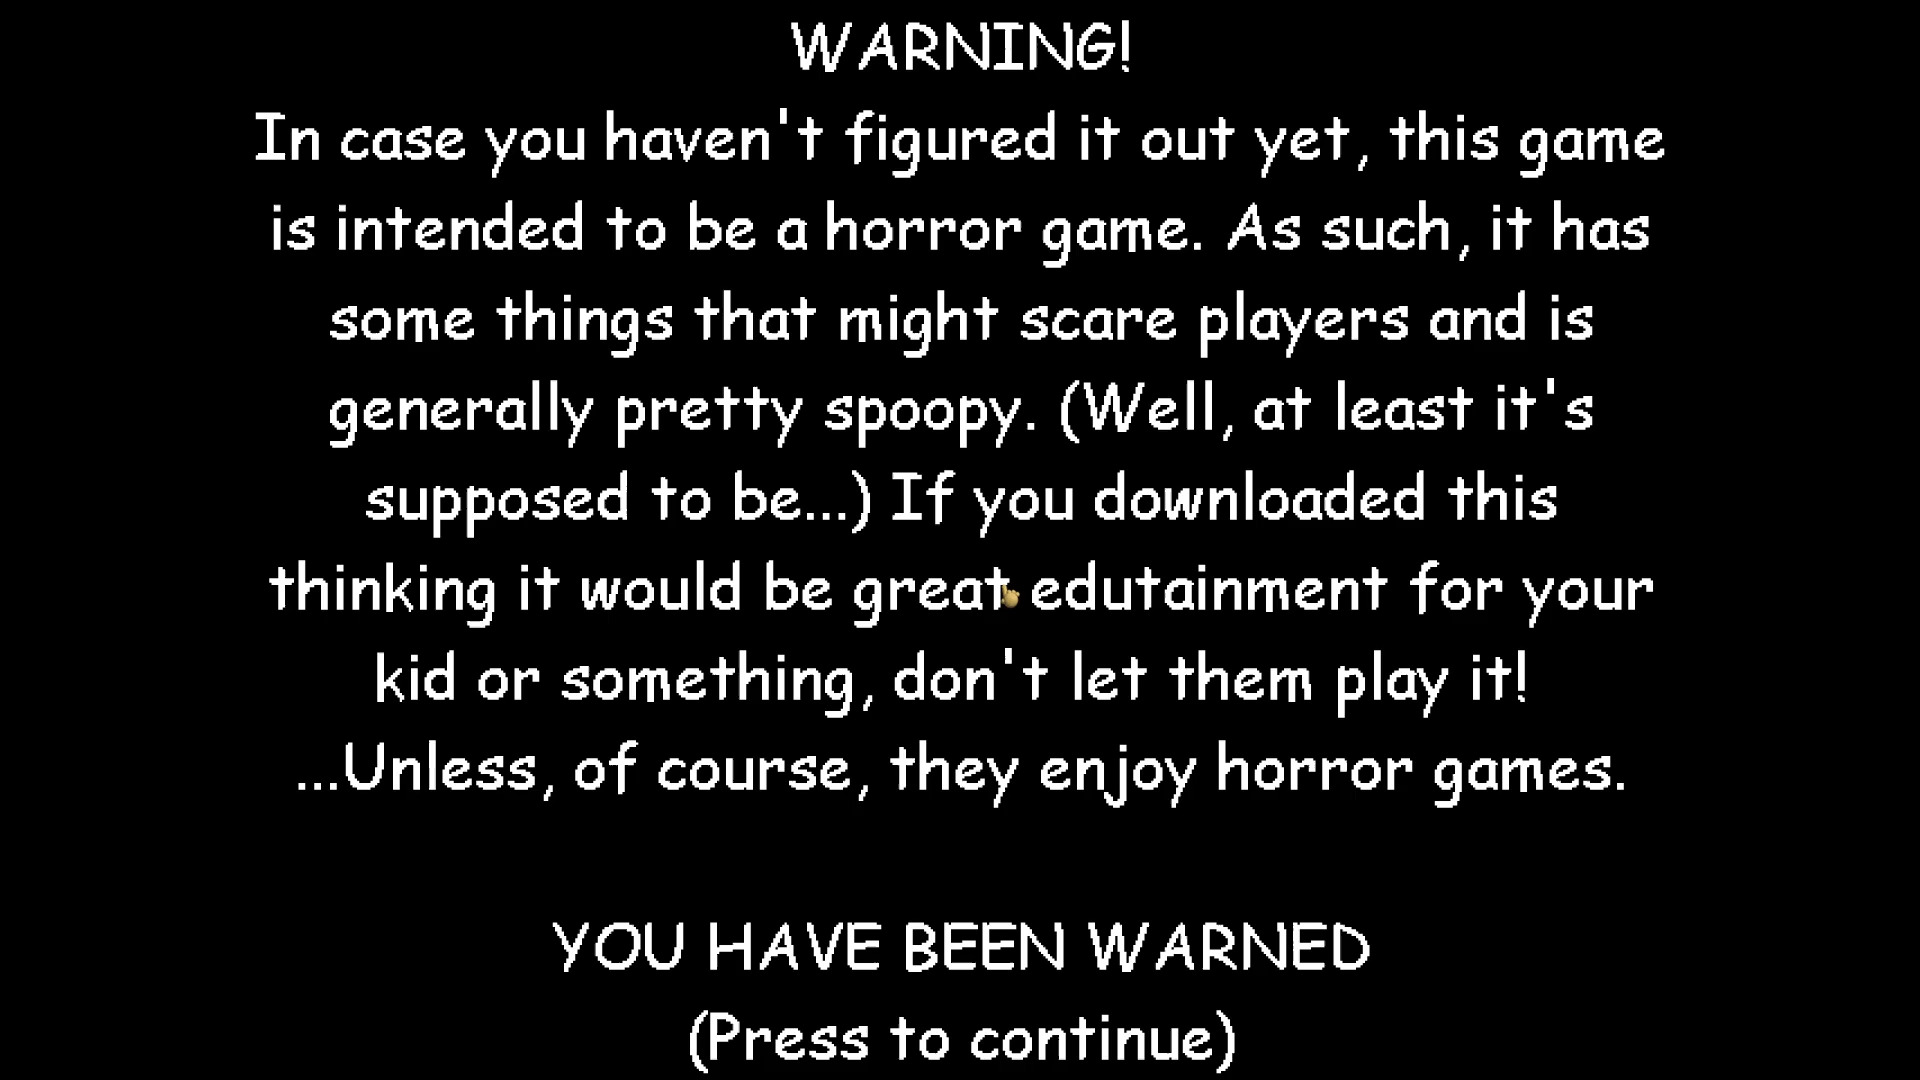 WARNING!
In case you haven't figured it out yet, this game
is intended to be a horror game. As such, it has
some things that might scare players and is
generally pretty spoopy. (Well, at least it's
supposed to be...) If you downloaded this
thinking it would be great edutainment for your
kid or something, don't let them play it!
...Unless, of course, they enjoy horror games.
YOU HAVE BEEN WARNED
(Press to continue)